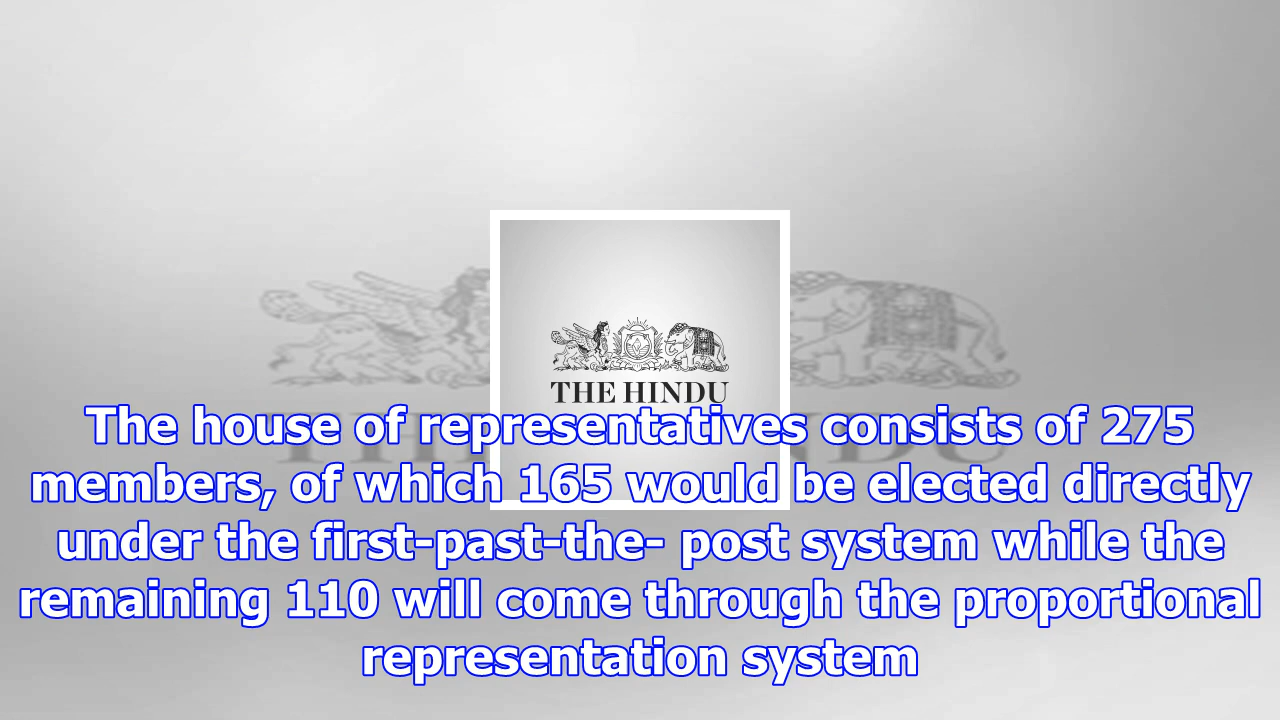 THE HINDU
The house of representatives consists of 275
members, of which 165 would be elected directly
under the first-past-the- post system while the
remaining 110 will come through the proportional
representation system